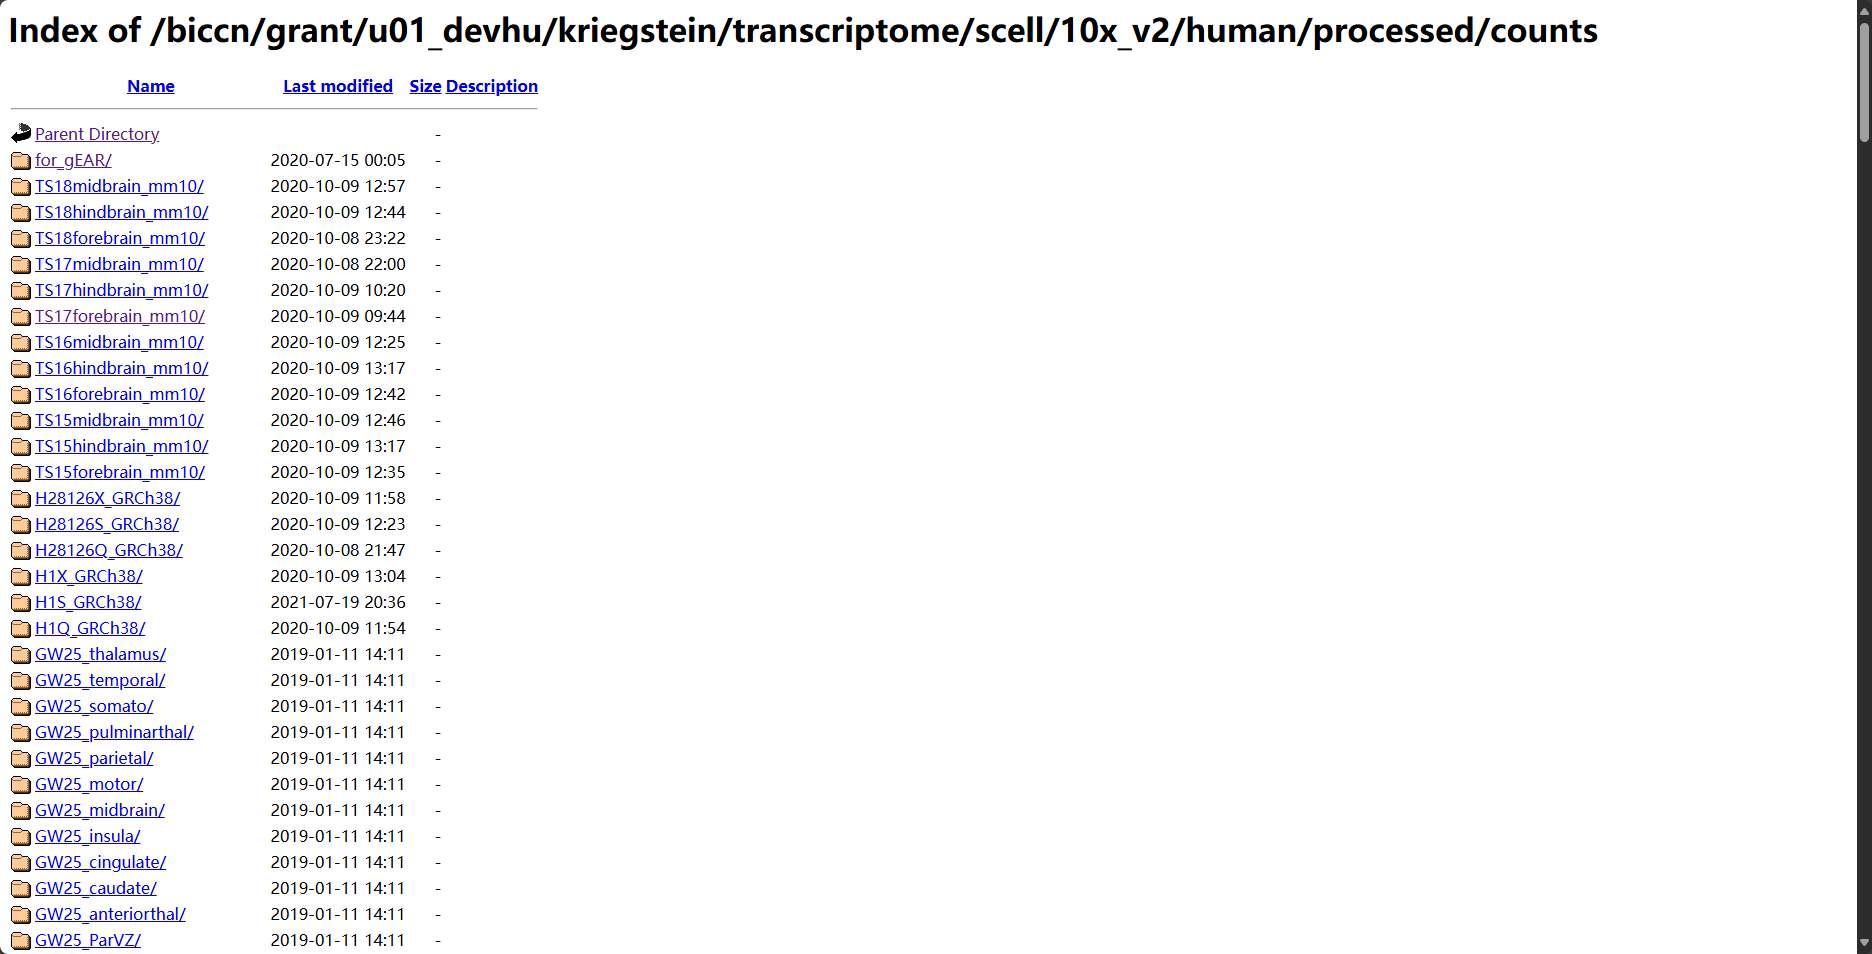 Index of /biccn/grant/u01_devhu/kriegstein/transcriptome/scell/10x_v2/human/processed/counts
Name Last modified Size Description
Parent Directory -
for_gEAR/ 2020-07-15 00:05 -
TS18midbrain_mm10/ 2020-10-09 12:57 -
TS18hindbrain_mm10/ 2020-10-09 12:44 -
TS18forebrain_mm10/ 2020-10-08 23:22 -
TS17midbrain_mm10/ 2020-10-08 22:00 -
TS17hindbrain_mm10/ 2020-10-09 10:20 -
TS17forebrain_mm10/ 2020-10-09 09:44 -
TS16midbrain_mm10/ 2020-10-09 12:25 -
TS16hindbrain_mm10/ 2020-10-09 13:17 -
TS16forebrain_mm10/ 2020-10-09 12:42 -
TS15midbrain_mm10/ 2020-10-09 12:46 -
TS15hindbrain_mm10/ 2020-10-09 13:17 -
TS15forebrain_mm10/ 2020-10-09 12:35 -
H28126X_GRCh38/ 2020-10-09 11:58 -
H28126S_GRCh38/ 2020-10-09 12:23 -
H28126Q_GRCh38/ 2020-10-08 21:47 -
H1X_GRCh38/ 2020-10-09 13:04 -
H1S_GRCh38/ 2021-07-19 20:36 -
H1Q_GRCh38/ 2020-10-09 11:54 -
GW25_thalamus/ 2019-01-11 14:11 -
GW25_temporal/ 2019-01-11 14:11 -
GW25_somato/ 2019-01-11 14:11 -
GW25_pulminarthal/ 2019-01-11 14:11 -
GW25_parietal/ 2019-01-11 14:11 -
GW25_motor/ 2019-01-11 14:11 -
GW25_midbrain/ 2019-01-11 14:11 -
GW25_insula/ 2019-01-11 14:11 -
GW25_cingulate/ 2019-01-11 14:11 -
GW25_caudate/ 2019-01-11 14:11 -
GW25_anteriorthal/ 2019-01-11 14:11 -
GW25_ParVZ/ 2019-01-11 14:11 -